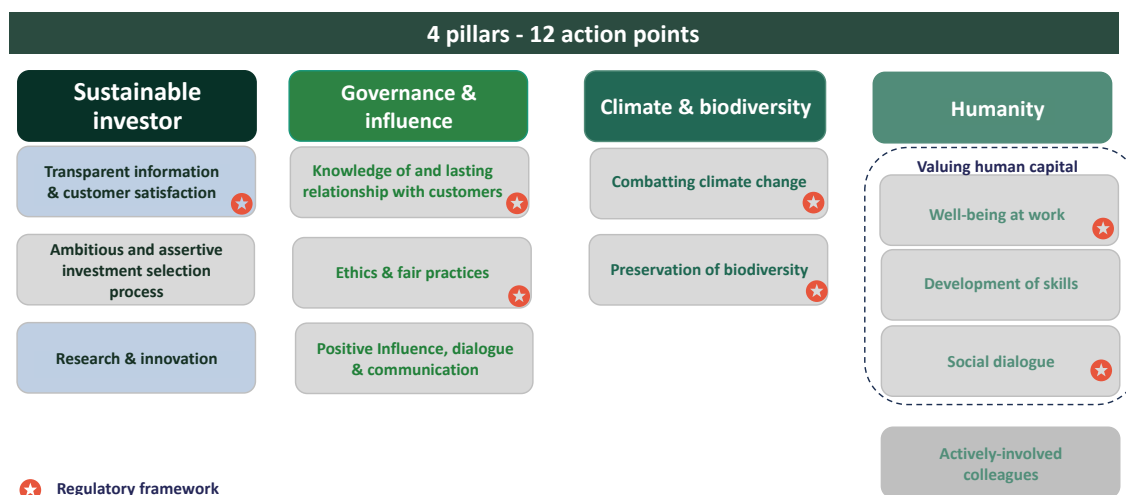 4 pillars - 12 action points
Sustainable
investor
Transparent information
& customer satisfaction
Ambitious and assertive
investment selection
process
Research & innovation
Governance &
influence
Knowledge of and lasting
relationship with customers
Ethics & fair practices
Positive Influence, dialogue
& communication
Climate & biodiversity
Combatting climate change
Preservation of biodiversity
Humanity
Valuing human capital
Well-being at work
Development of skills
Social dialogue
Actively-involved
colleagues
Regulatory framework